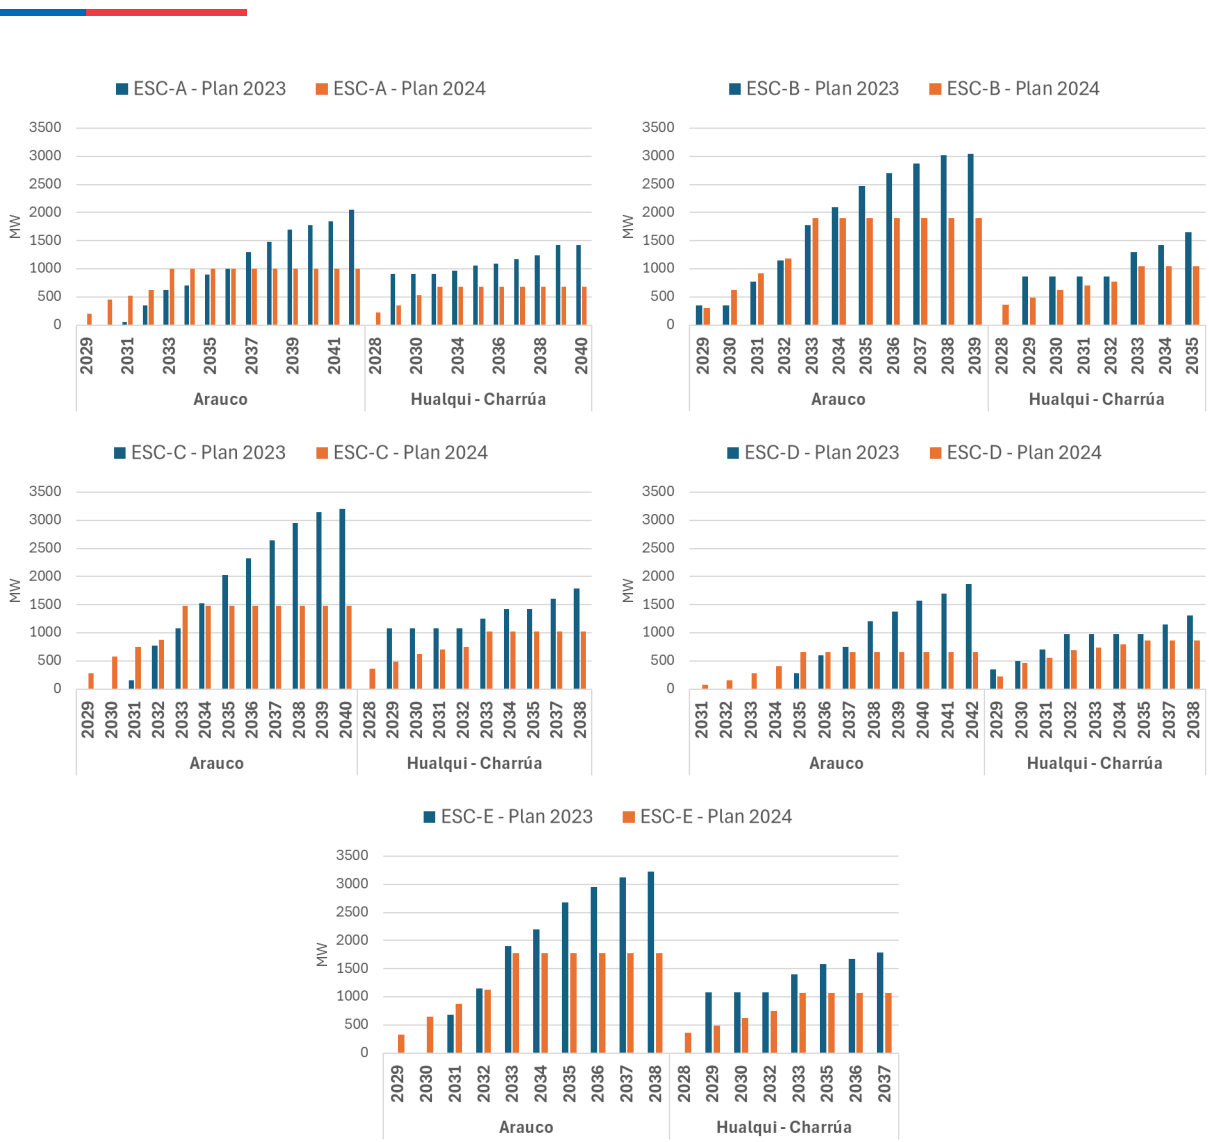 ESC-A - Plan 2023 ESC-A - Plan 2024
3500
3000
2500
2000
1500
1000
500
0
MW
2029 2031 2033 2035 2037 2039 2041 2028 2030 2034 2036 2038 2040
Arauco Hualqui - Charrúa
ESC-B - Plan 2023 ESC-B - Plan 2024
3500
3000
2500
2000
1500
1000
500
0
MW
2029 2030 2031 2032 2033 2034 2035 2036 2037 2038 2039 2028 2029 2030 2031 2032 2033 2034 2035
Arauco Hualqui - Charrúa
ESC-C - Plan 2023 ESC-C - Plan 2024
3500
3000
2500
2000
1500
1000
500
0
MW
2029 2030 2031 2032 2033 2034 2035 2036 2037 2038 2039 2040 2028 2029 2030 2031 2032 2033 2034 2035 2037 2038
Arauco Hualqui - Charrúa
ESC-D - Plan 2023 ESC-D - Plan 2024
3500
3000
2500
2000
1500
1000
500
0
MW
2031 2032 2033 2034 2035 2036 2037 2038 2039 2040 2041 2042 2029 2030 2031 2032 2033 2034 2035 2037 2038
Arauco Hualqui - Charrúa
ESC-E - Plan 2023 ESC-E - Plan 2024
3500
3000
2500
2000
1500
1000
500
0
MW
2029 2030 2031 2032 2033 2034 2035 2036 2037 2038 2028 2029 2030 2032 2033 2035 2036 2037
Arauco Hualqui - Charrúa